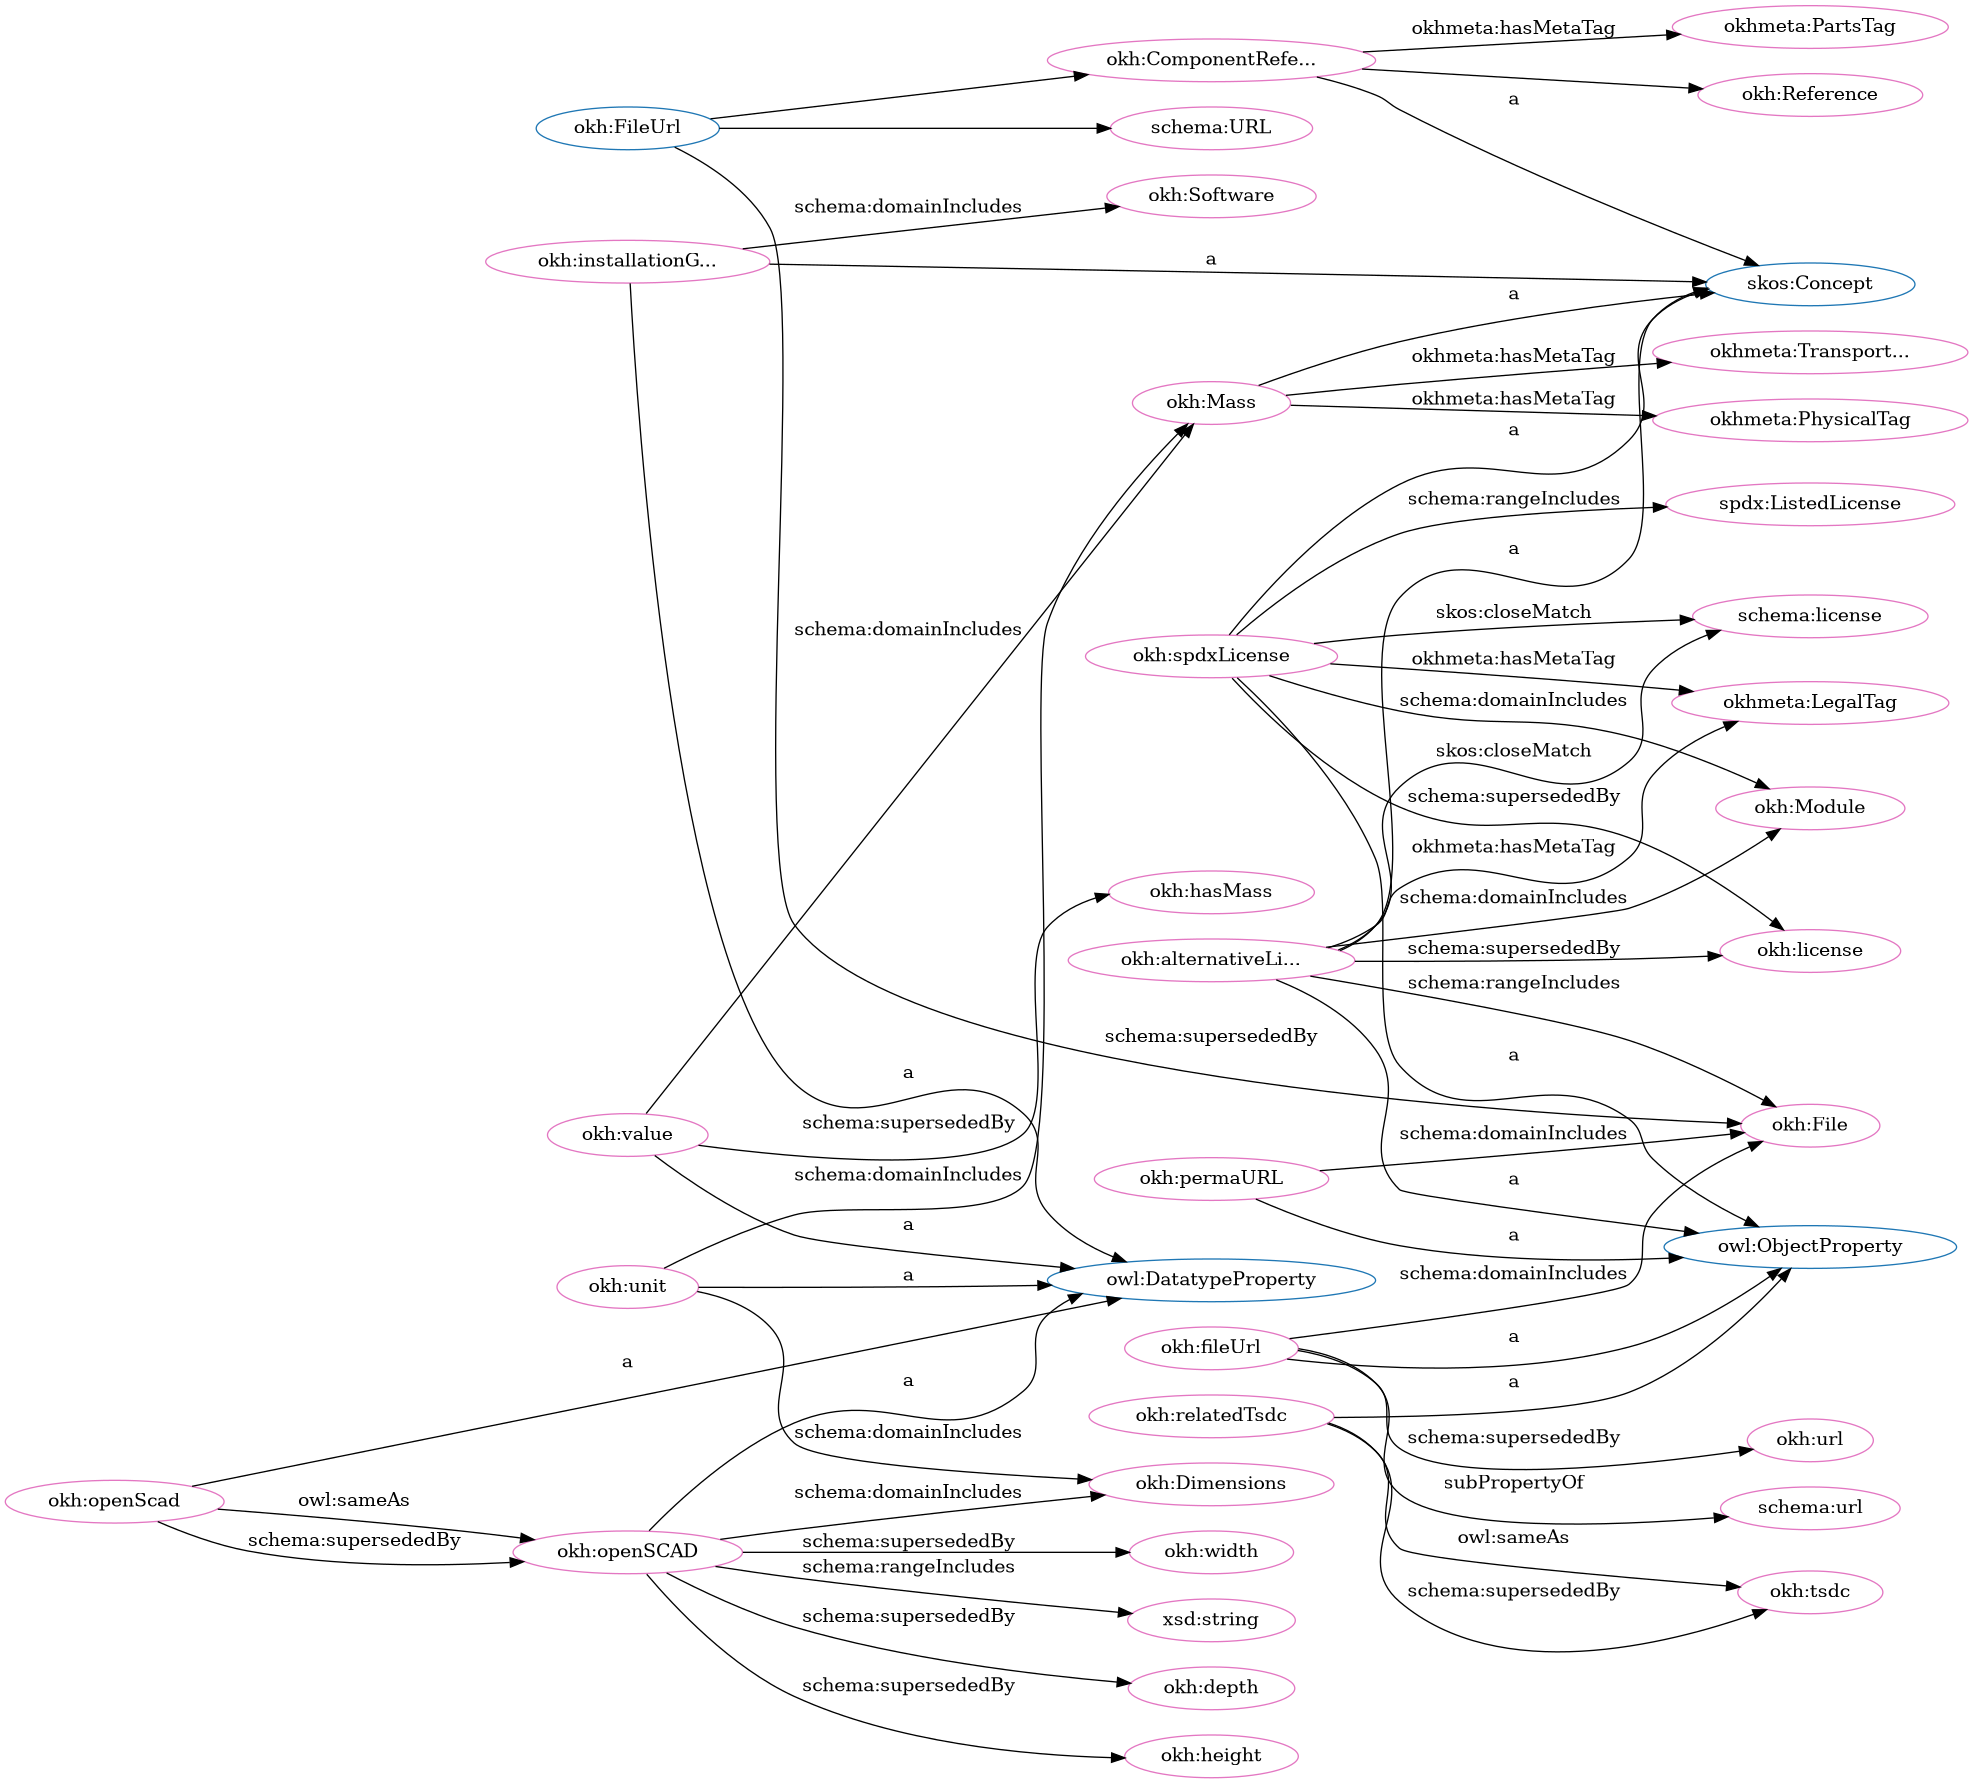 okhmeta:hasMetaTag
okhmeta:PartsTag
okh:ComponentRefe...
okh:Reference
a
okh:FileUrl
schema:URL
okh:Software
schema:domainIncludes
okh:installationG...
a
skos:Concept
a
okhmeta:hasMetaTag
okhmeta:Transport...
okh:Mass
okhmeta:hasMetaTag
okhmeta:PhysicalTag
a
schema:rangeIncludes
spdx:ListedLicense
a
skos:closeMatch
schema:license
schema:domainIncludes
okh:spdxLicense
okhmeta:hasMetaTag
schema:domainIncludes
okhmeta:LegalTag
skos:closeMatch
schema:supersededBy
okh:Module
okhmeta:hasMetaTag
okh:hasMass
schema:domainIncludes
okh:alternativeLi...
schema:supersededBy
okh:license
schema:rangeIncludes
schema:supersededBy
a
a
schema:supersededBy
okh:value
schema:domainIncludes
okh:File
schema:domainIncludes
okh:permaURL
a
a
a
owl:ObjectProperty
okh:unit
a
owl:DatatypeProperty
schema:domainIncludes
a
okh:fileUrl
a
a
a
okh:relatedTsdc
schema:domainIncludes
schema:supersededBy
okh:url
okh:openScad
owl:sameAs
schema:domainIncludes
okh:Dimensions
subPropertyOf
schema:url
schema:supersededBy
okh:openSCAD
schema:supersededBy
okh:width
owl:sameAs
schema:rangeIncludes
schema:supersededBy
okh:tsdc
schema:supersededBy
xsd:string
schema:supersededBy
okh:depth
okh:height